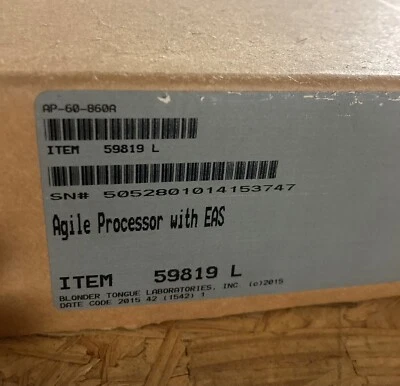 AP-60-860A
ITEM 59819 L
SN# 5052801014153747
Agile Processor with EAS
ITEM 59819 L
BLONDER TONGUE LABORATORIES, INC. (c)2015
DATE CODE 2015 42 (1542) 1